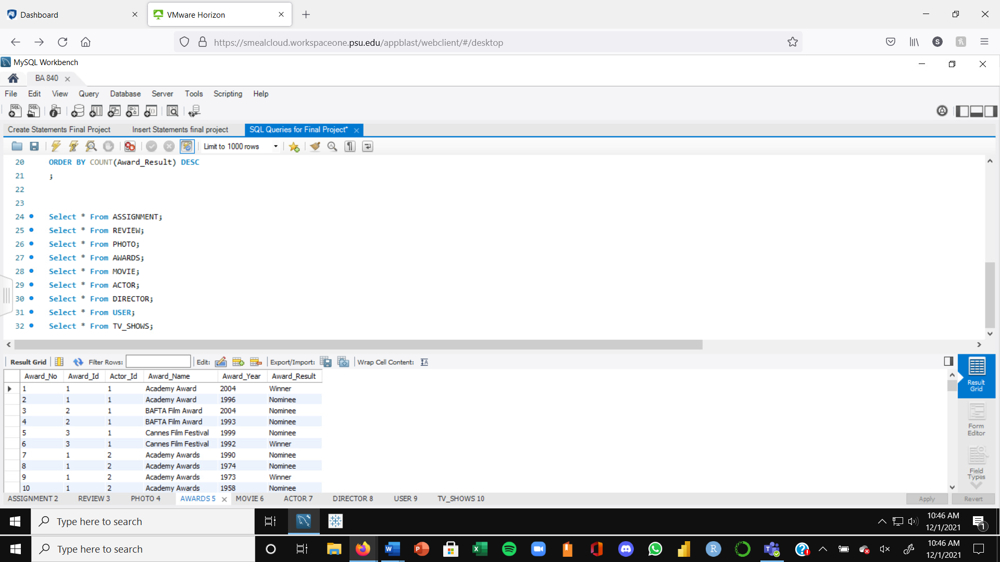 Dashboard
VMware Horizon
https://smealcloud.workspaceone.psu.edu/appblast/webclient/#/desktop
S
MySQL Workbench
BA 840
File Edit View Query Database Server Tools Scripting Help
Create Statements Final Project Insert Statements final project SQL Queries for Final Project*
Limit to 1000 rows
20 ORDER BY COUNT(Award_Result) DESC
21 ;
22
23
24 Select * From ASSIGNMENT;
25 Select * From REVIEW;
26 Select * From PHOTO;
27 Select * From AWARDS;
28 Select * From MOVIE;
29 Select * From ACTOR;
30 Select * From DIRECTOR;
31 Select * From USER;
32 Select * From TV_SHOWS;
Result Grid Filter Rows: Edit: Export/Import: Wrap Cell Content:
Award_No Award_Id Actor_Id Award_Name Award_Year Award_Result
1 1 1 Academy Award 2004 Winner
2 1 1 Academy Award 1996 Nominee
3 2 1 BAFTA Film Award 2004 Nominee
4 2 1 BAFTA Film Award 1993 Nominee
5 3 1 Cannes Film Festival 1999 Nominee
6 3 1 Cannes Film Festival 1992 Winner
7 1 2 Academy Awards 1990 Nominee
8 1 2 Academy Awards 1974 Nominee
9 1 2 Academy Awards 1973 Winner
10 1 2 Academy Awards 1958 Nominee
Result
Grid
Form
Editor
Field
Types
ASSIGNMENT 2 REVIEW 3 PHOTO 4 AWARDS 5 MOVIE 6 ACTOR 7 DIRECTOR 8 USER 9 TV_SHOWS 10 Apply Revert
Type here to search
10:46 AM
12/1/2021
1
Type here to search
10:46 AM
12/1/2021